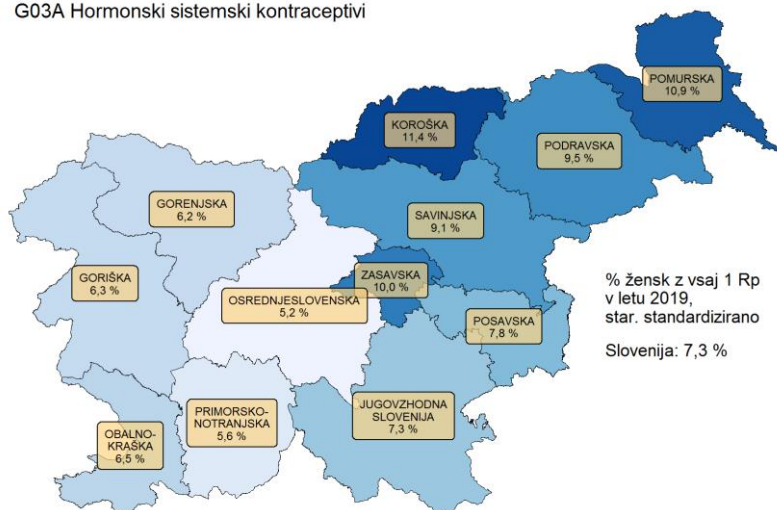 G03A Hormonski sistemski kontraceptivi
POMURSKA
10,9 %
KOROŠKA
11,4 %
PODRAVSKA
9,5 %
GORENJSKA
6,2 %
SAVINJSKA
9,1 %
GORIŠKA
6,3 %
ZASAVSKA
10,0 %
OSREDNJESLOVENSKA
5,2 %
POSAVSKA
7,8 %
% žensk z vsaj 1 Rp
v letu 2019,
star. standardizirano
Slovenija: 7,3 %
JUGOVZHODNA
SLOVENIJA
7,3 %
PRIMORSKO-
NOTRANJSKA
5,6 %
OBALNO-
KRAŠKA
6,5 %